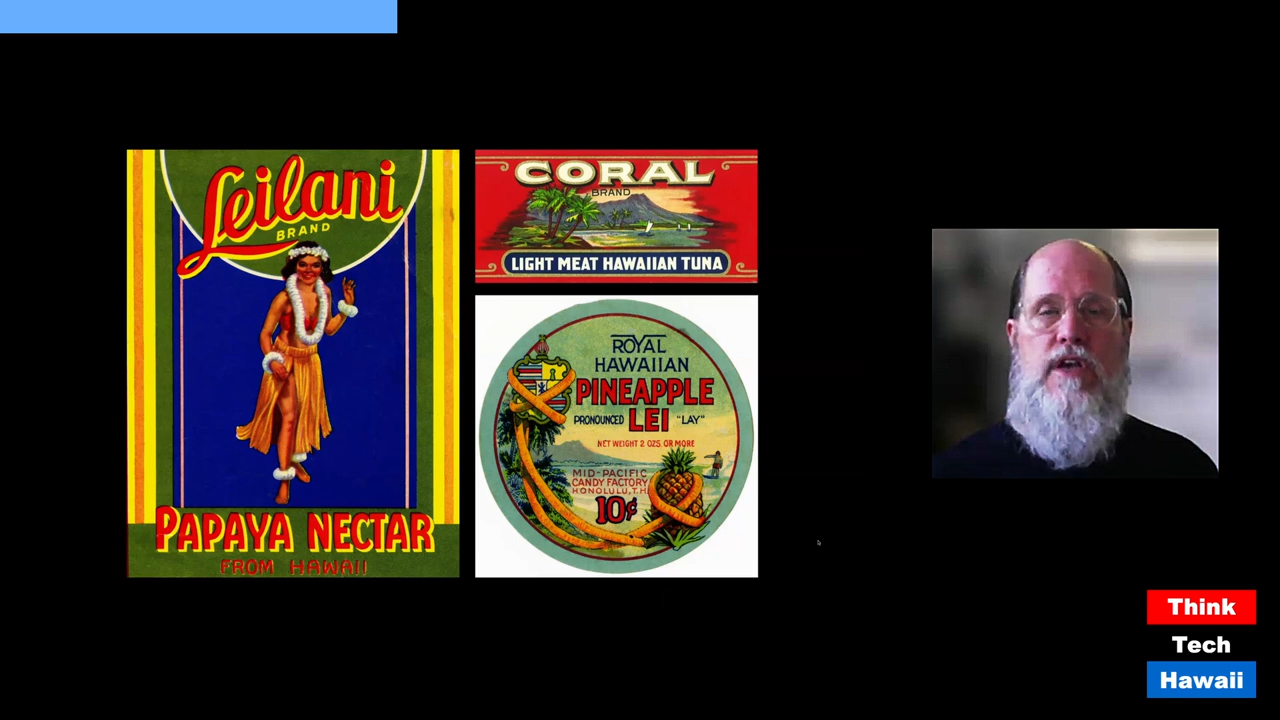 Leilani
BRAND
PAPAYA NECTAR
FROM HAWAII
CORAL
BRAND
LIGHT MEAT HAWAIIAN TUNA
ROYAL
HAWAIIAN
PINEAPPLE
PRONOUNCED LEI "LAY"
NET WEIGHT 2 OZS. OR MORE
MID-PACIFIC
CANDY FACTORY
HONOLULU, T.H.
10¢
Think
Tech
Hawaii